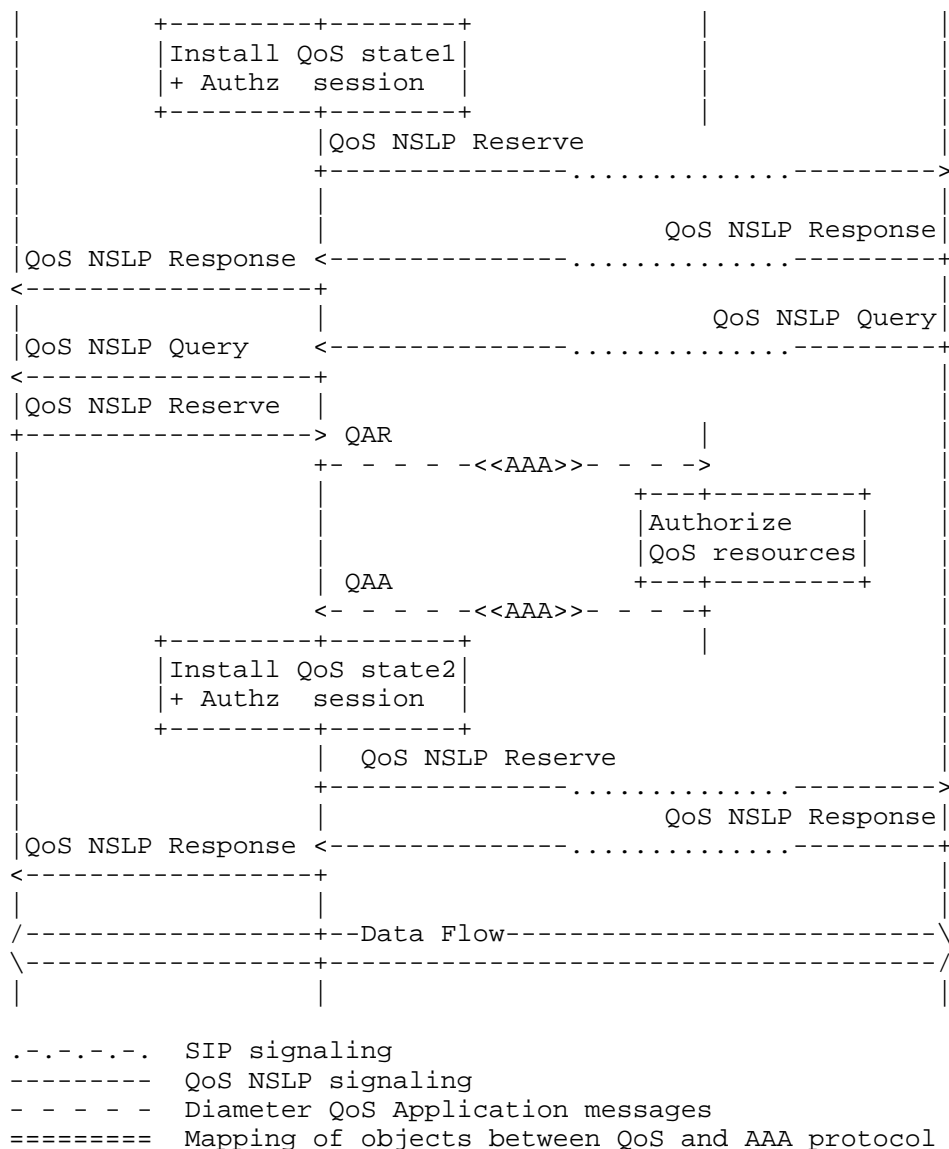 Install QoS state1
+ Authz session
QoS NSLP Reserve
QoS NSLP Response
QoS NSLP Response
QoS NSLP Query
QoS NSLP Query
QoS NSLP Reserve
QAR
<<AAA>>
Authorize
QoS resources
QAA
<<AAA>>
Install QoS state2
+ Authz session
QoS NSLP Reserve
QoS NSLP Response
QoS NSLP Response
Data Flow
.-.-.-.-. SIP signaling
--------- QoS NSLP signaling
- - - - - Diameter QoS Application messages
========= Mapping of objects between QoS and AAA protocol